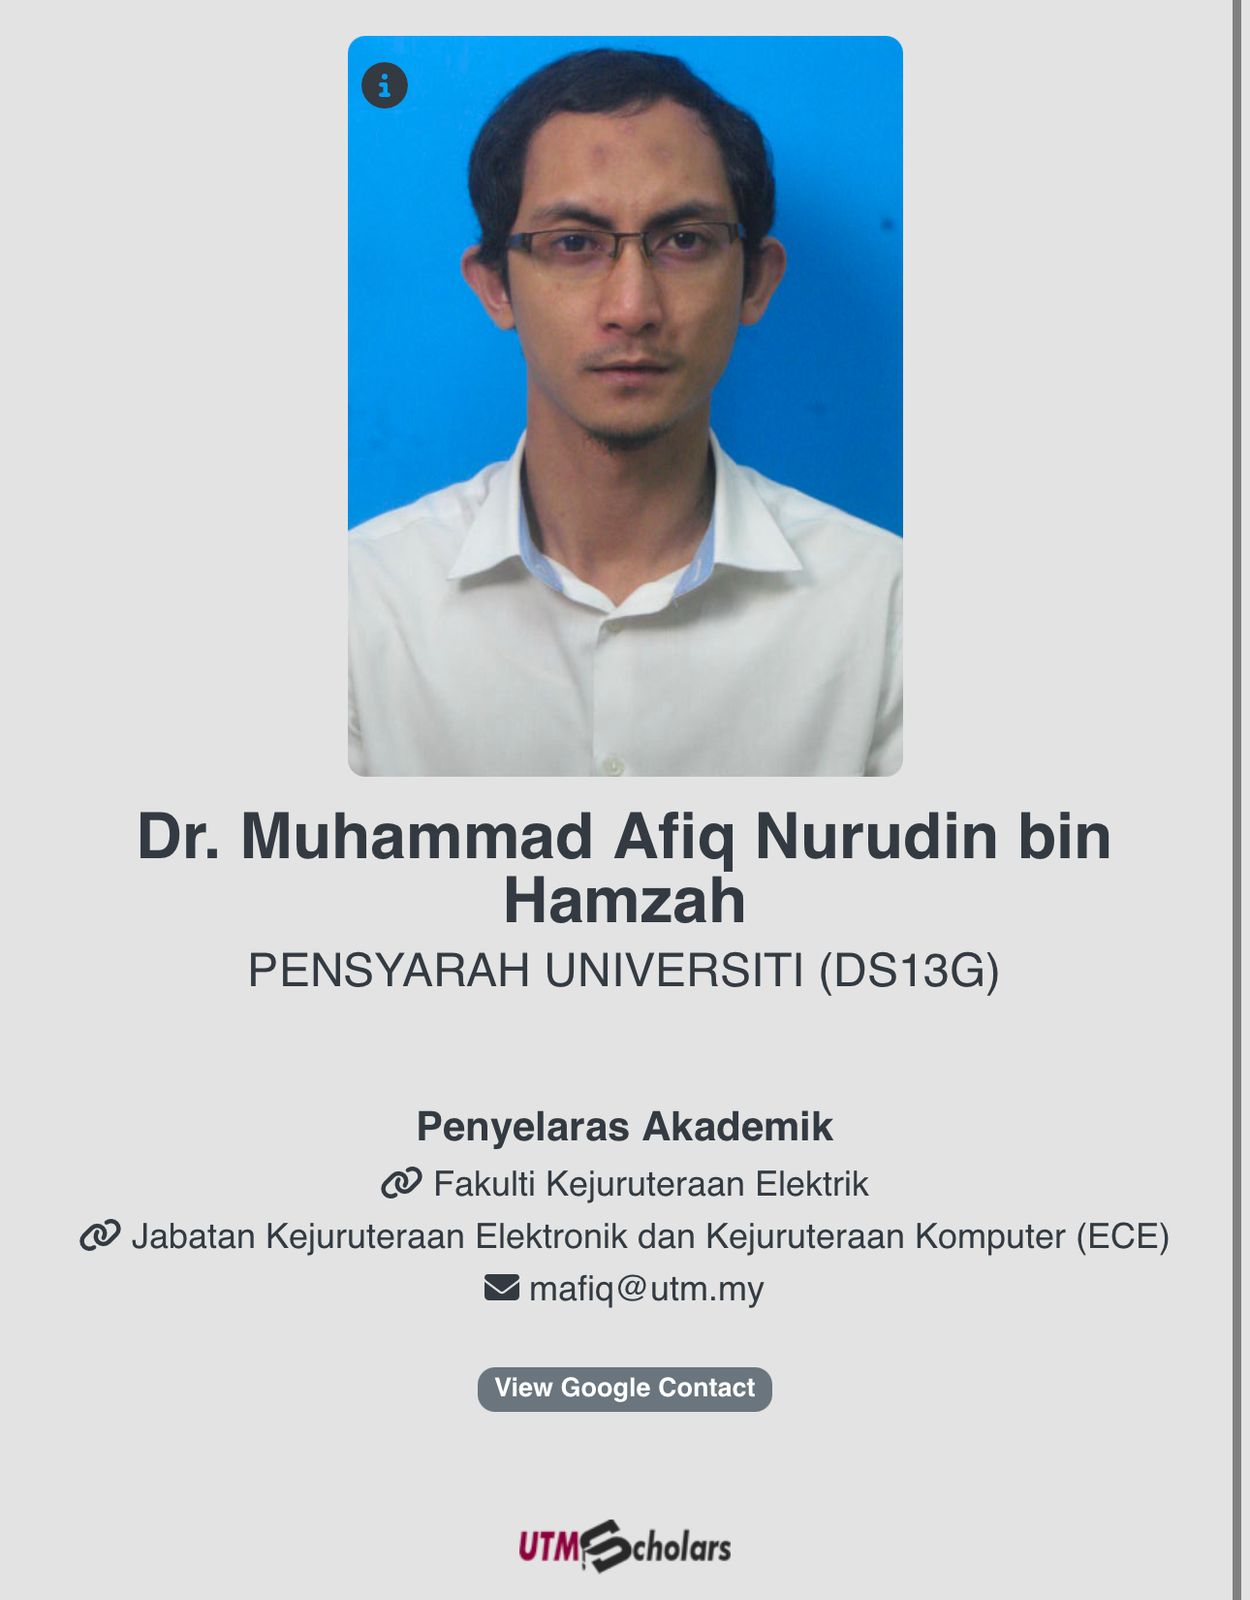 Dr. Muhammad Afiq Nurudin bin
Hamzah
PENSYARAH UNIVERSITI (DS13G)
Penyelaras Akademik
Fakulti Kejuruteraan Elektrik
Jabatan Kejuruteraan Elektronik dan Kejuruteraan Komputer (ECE)
mafiq@utm.my
View Google Contact
UTMScholars